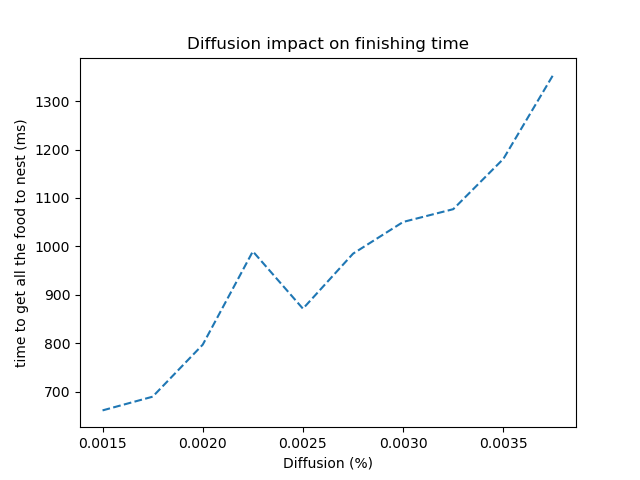 Diffusion impact on finishing time
time to get all the food to nest (ms)
1300
1200
1100
1000
900
800
700
0.0015 0.0020 0.0025 0.0030 0.0035
Diffusion (%)